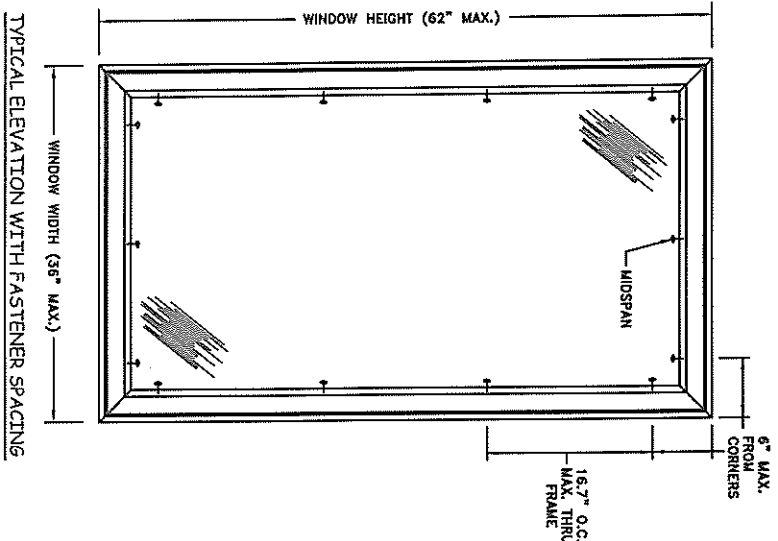 WINDOW HEIGHT (62" MAX.)
MIDSPAN
6" MAX.
FROM
CORNERS
16.7" O.C.
MAX. THRU
FRAME
WINDOW WIDTH (36" MAX.)
TYPICAL ELEVATION WITH FASTENER SPACING